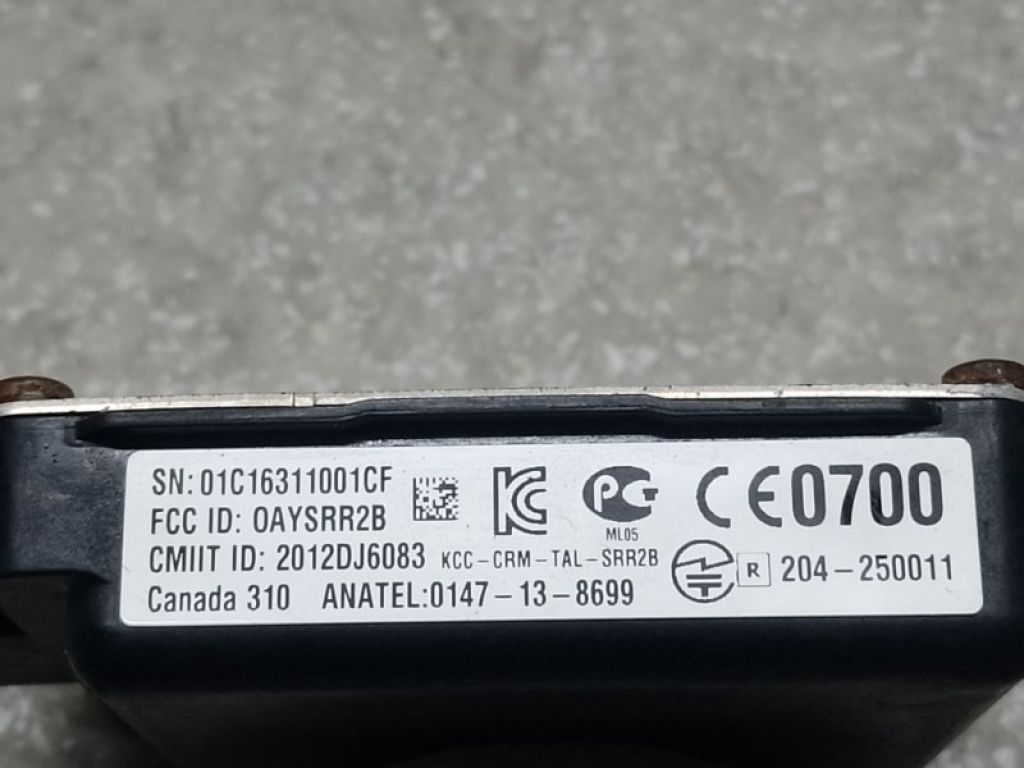 SN: 01C16311001CF
FCC ID: OAYSRR2B
CMIIT ID: 2012DJ6083
Canada 310 ANATEL:0147-13-8699
KCC-CRM-TAL-SRR2B
ML05
CE0700
R 204-250011